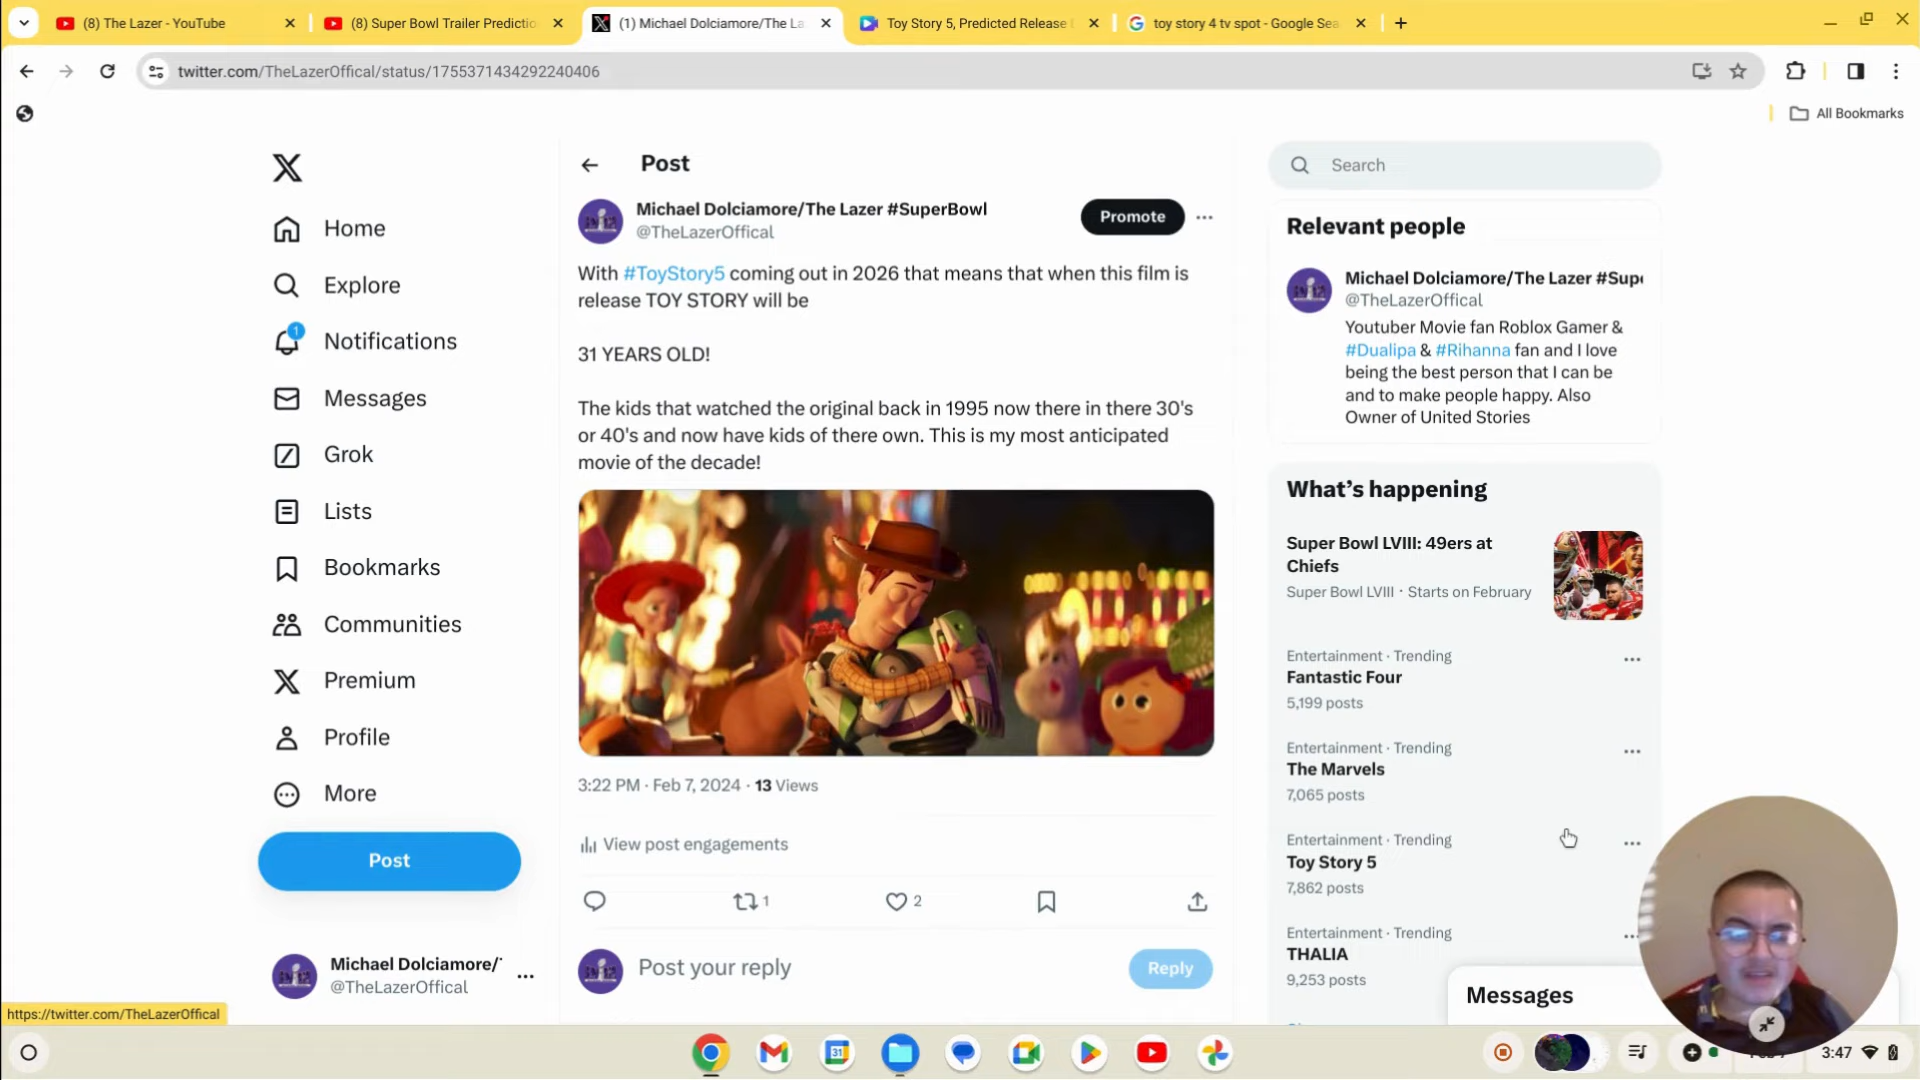 (8) The Lazer - YouTube
(8) Super Bowl Trailer Predictio
(1) Michael Dolciamore/The La
Toy Story 5, Predicted Release
toy story 4 tv spot - Google Sea
twitter.com/TheLazerOffical/status/1755371434292240406
All Bookmarks
Home
Explore
1
Notifications
Messages
Grok
Lists
Bookmarks
Communities
Premium
Profile
More
Post
Michael Dolciamore/
@TheLazerOffical
https://twitter.com/TheLazerOffical
Post
Michael Dolciamore/The Lazer #SuperBowl
@TheLazerOffical
Promote
With #ToyStory5 coming out in 2026 that means that when this film is
release TOY STORY will be
31 YEARS OLD!
The kids that watched the original back in 1995 now there in there 30's
or 40's and now have kids of there own. This is my most anticipated
movie of the decade!
3:22 PM · Feb 7, 2024 · 13 Views
View post engagements
1
2
Post your reply
Reply
Search
Relevant people
Michael Dolciamore/The Lazer #Supe
@TheLazerOffical
Youtuber Movie fan Roblox Gamer &
#Dualipa & #Rihanna fan and I love
being the best person that I can be
and to make people happy. Also
Owner of United Stories
What's happening
Super Bowl LVIII: 49ers at
Chiefs
Super Bowl LVIII · Starts on February
Entertainment · Trending
Fantastic Four
5,199 posts
Entertainment · Trending
The Marvels
7,065 posts
Entertainment · Trending
Toy Story 5
7,862 posts
Entertainment · Trending
THALIA
9,253 posts
Messages
31
3:47